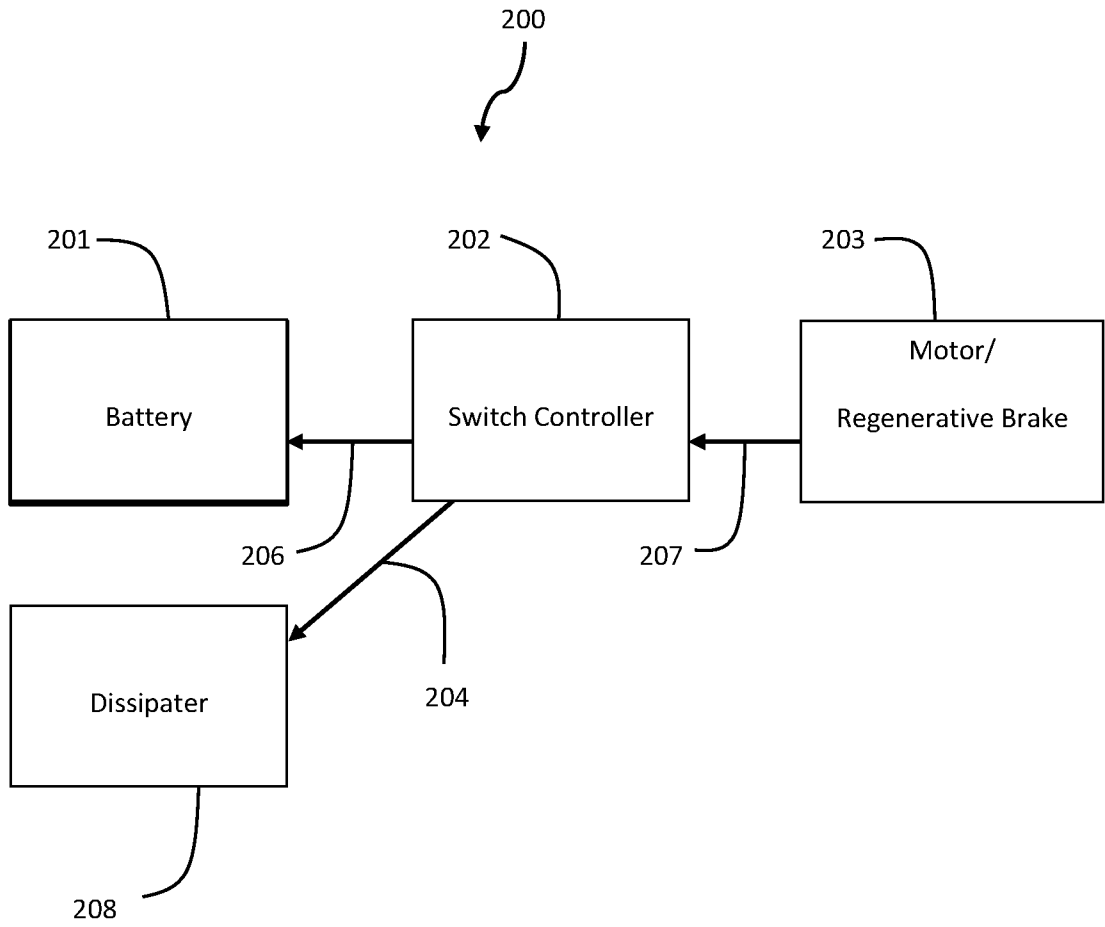 200
201
202
203
Battery
Switch Controller
Motor/
Regenerative Brake
206
207
204
Dissipater
208